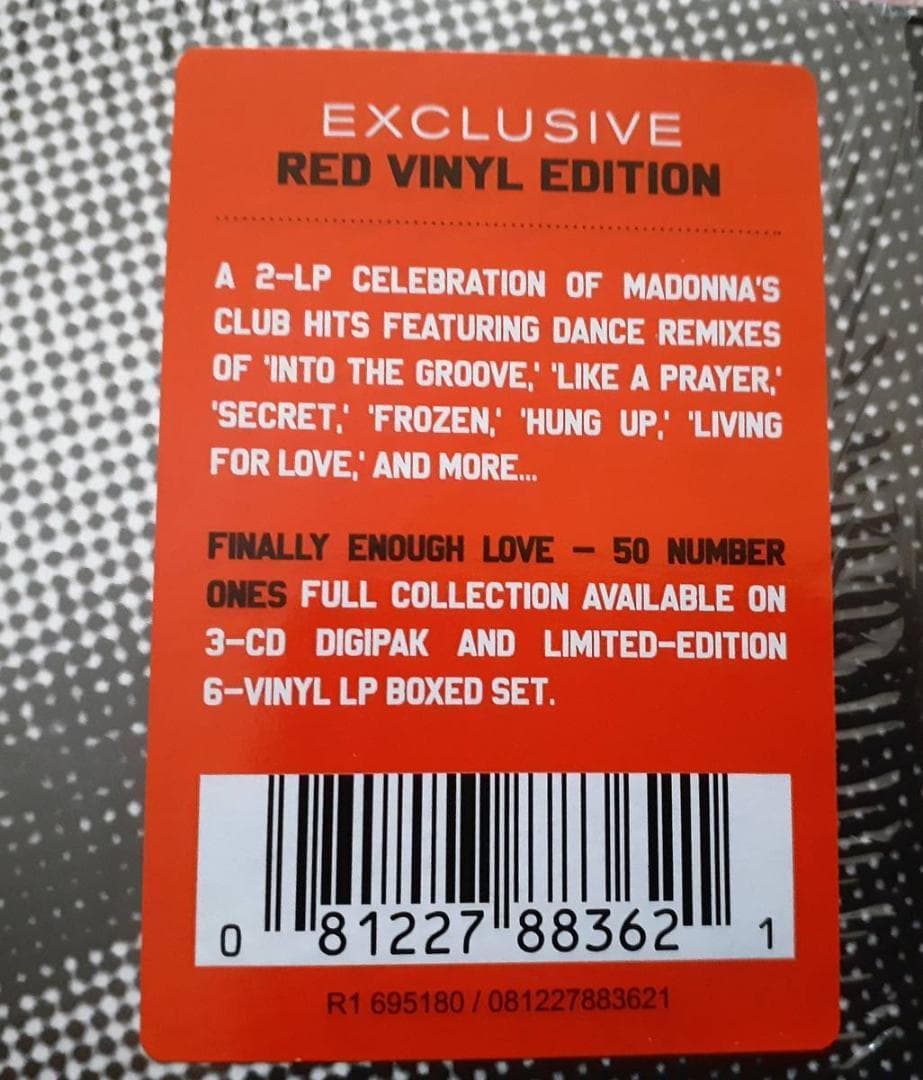 EXCLUSIVE
RED VINYL EDITION
A 2-LP CELEBRATION OF MADONNA'S
CLUB HITS FEATURING DANCE REMIXES
OF 'INTO THE GROOVE,' 'LIKE A PRAYER,'
'SECRET,' 'FROZEN,' 'HUNG UP,' 'LIVING
FOR LOVE,' AND MORE...
FINALLY ENOUGH LOVE – 50 NUMBER
ONES FULL COLLECTION AVAILABLE ON
3-CD DIGIPAK AND LIMITED-EDITION
6-VINYL LP BOXED SET.
0 81227 88362 1
R1 695180 / 081227883621